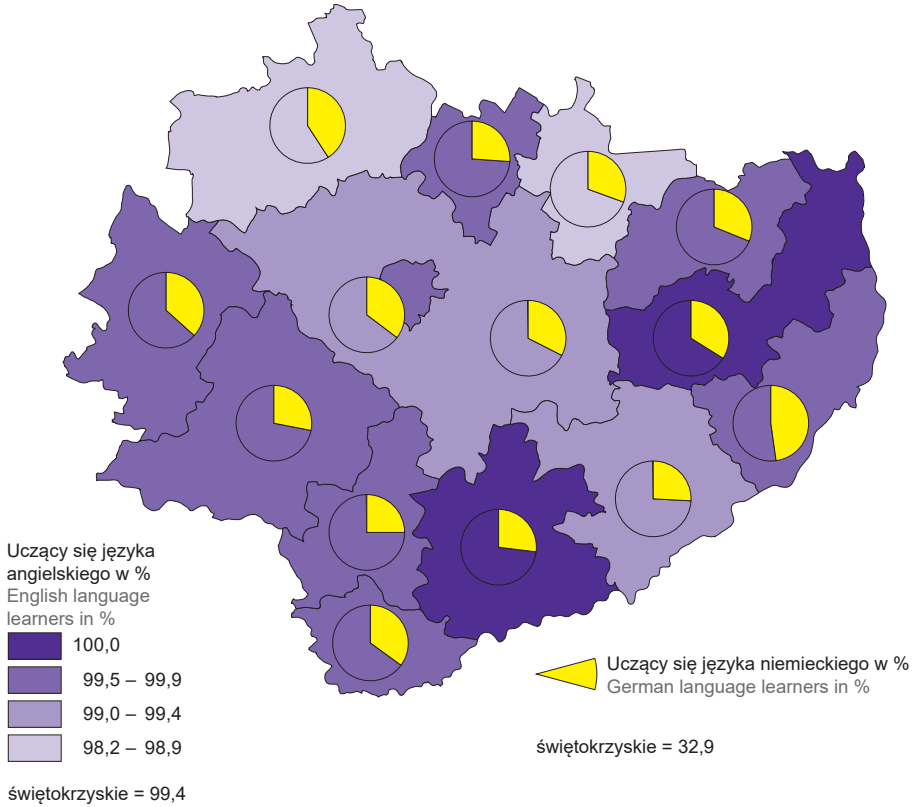 Uczący się języka
angielskiego w %
English language
learners in %
100,0
99,5 – 99,9
99,0 – 99,4
98,2 – 98,9
świętokrzyskie = 99,4
Uczący się języka niemieckiego w %
German language learners in %
świętokrzyskie = 32,9